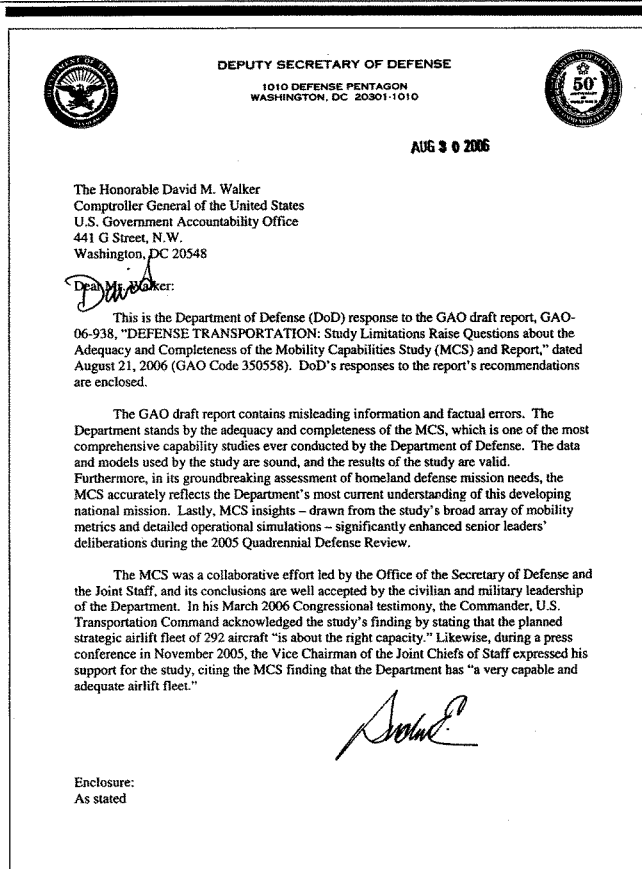 DEPUTY SECRETARY OF DEFENSE
1010 DEFENSE PENTAGON
WASHINGTON, DC 20301-1010
50
AUG 3 0 2006
The Honorable David M. Walker
Comptroller General of the United States
U.S. Government Accountability Office
441 G Street, N.W.
Washington, DC 20548
Dear Mr. Walker:
This is the Department of Defense (DoD) response to the GAO draft report, GAO-
06-938, "DEFENSE TRANSPORTATION: Study Limitations Raise Questions about the
Adequacy and Completeness of the Mobility Capabilities Study (MCS) and Report," dated
August 21, 2006 (GAO Code 350558). DoD's responses to the report's recommendations
are enclosed.
The GAO draft report contains misleading information and factual errors. The
Department stands by the adequacy and completeness of the MCS, which is one of the most
comprehensive capability studies ever conducted by the Department of Defense. The data
and models used by the study are sound, and the results of the study are valid.
Furthermore, in its groundbreaking assessment of homeland defense mission needs, the
MCS accurately reflects the Department's most current understanding of this developing
national mission. Lastly, MCS insights – drawn from the study's broad array of mobility
metrics and detailed operational simulations – significantly enhanced senior leaders'
deliberations during the 2005 Quadrennial Defense Review.
The MCS was a collaborative effort led by the Office of the Secretary of Defense and
the Joint Staff, and its conclusions are well accepted by the civilian and military leadership
of the Department. In his March 2006 Congressional testimony, the Commander, U.S.
Transportation Command acknowledged the study's finding by stating that the planned
strategic airlift fleet of 292 aircraft "is about the right capacity." Likewise, during a press
conference in November 2005, the Vice Chairman of the Joint Chiefs of Staff expressed his
support for the study, citing the MCS finding that the Department has "a very capable and
adequate airlift fleet."
Enclosure:
As stated